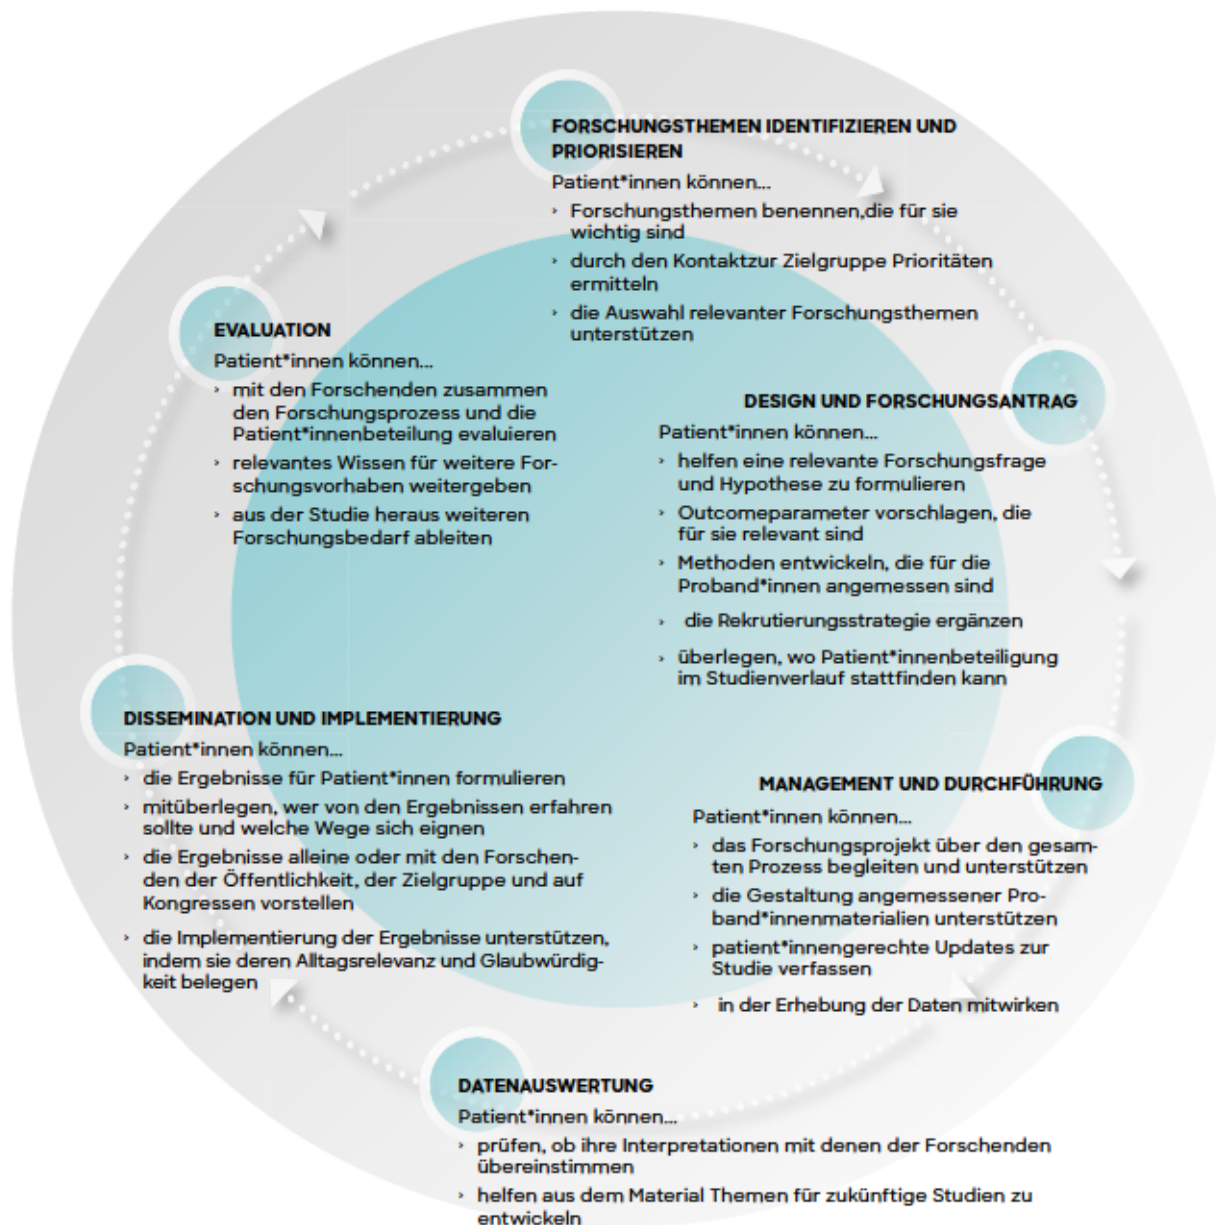 FORSCHUNGSTHEMEN IDENTIFIZIEREN UND
PRIORISIEREN
Patient*innen können...
› Forschungsthemen benennen,die für sie
wichtig sind
› durch den Kontaktzur Zielgruppe Prioritäten
ermitteln
› die Auswahl relevanter Forschungsthemen
unterstützen
DESIGN UND FORSCHUNGSANTRAG
Patient*innen können...
› helfen eine relevante Forschungsfrage
und Hypothese zu formulieren
› Outcomeparameter vorschlagen, die
für sie relevant sind
› Methoden entwickeln, die für die
Proband*innen angemessen sind
› die Rekrutierungsstrategie ergänzen
› überlegen, wo Patient*innenbeteiligung
im Studienverlauf stattfinden kann
MANAGEMENT UND DURCHFÜHRUNG
Patient*innen können...
› das Forschungsprojekt über den gesam-
ten Prozess begleiten und unterstützen
› die Gestaltung angemessener Pro-
band*innenmaterialien unterstützen
› patient*innengerechte Updates zur
Studie verfassen
› in der Erhebung der Daten mitwirken
DATENAUSWERTUNG
Patient*innen können...
› prüfen, ob ihre Interpretationen mit denen der Forschenden
übereinstimmen
› helfen aus dem Material Themen für zukünftige Studien zu
entwickeln
DISSEMINATION UND IMPLEMENTIERUNG
Patient*innen können...
› die Ergebnisse für Patient*innen formulieren
› mitüberlegen, wer von den Ergebnissen erfahren
sollte und welche Wege sich eignen
› die Ergebnisse alleine oder mit den Forschen-
den der Öffentlichkeit, der Zielgruppe und auf
Kongressen vorstellen
› die Implementierung der Ergebnisse unterstützen,
indem sie deren Alltagsrelevanz und Glaubwürdig-
keit belegen
EVALUATION
Patient*innen können...
› mit den Forschenden zusammen
den Forschungsprozess und die
Patient*innenbeteilung evaluieren
› relevantes Wissen für weitere For-
schungsvorhaben weitergeben
› aus der Studie heraus weiteren
Forschungsbedarf ableiten